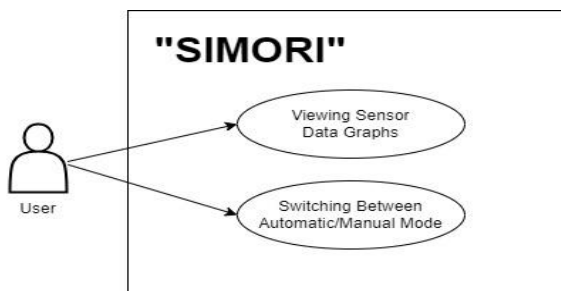 "SIMORI"
Viewing Sensor
Data Graphs
User
Switching Between
Automatic/Manual Mode